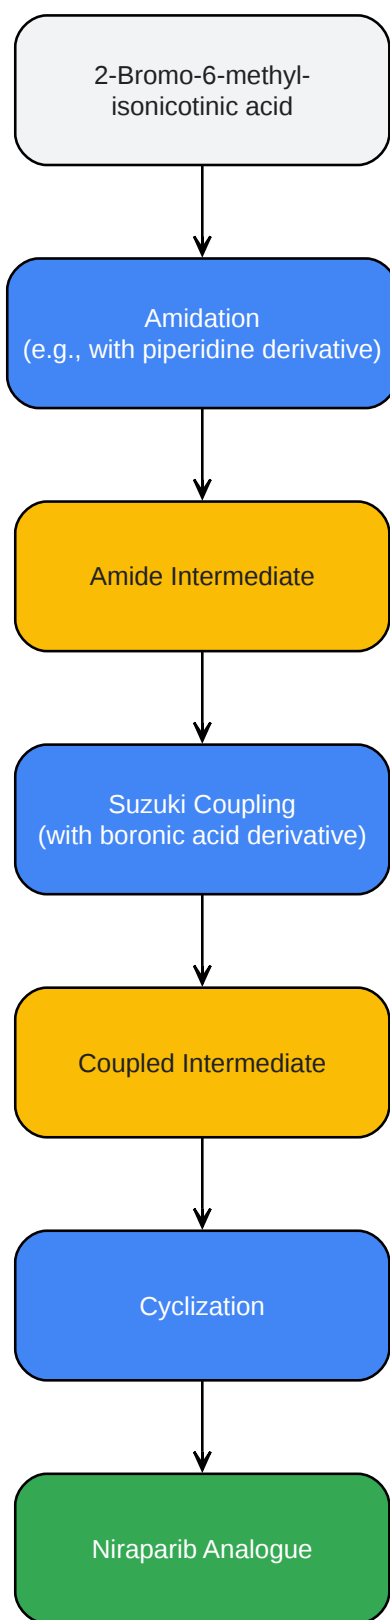 2-Bromo-6-methyl-
isonicotinic acid
Amidation
(e.g., with piperidine derivative)
Amide Intermediate
Suzuki Coupling
(with boronic acid derivative)
Coupled Intermediate
Cyclization
Niraparib Analogue